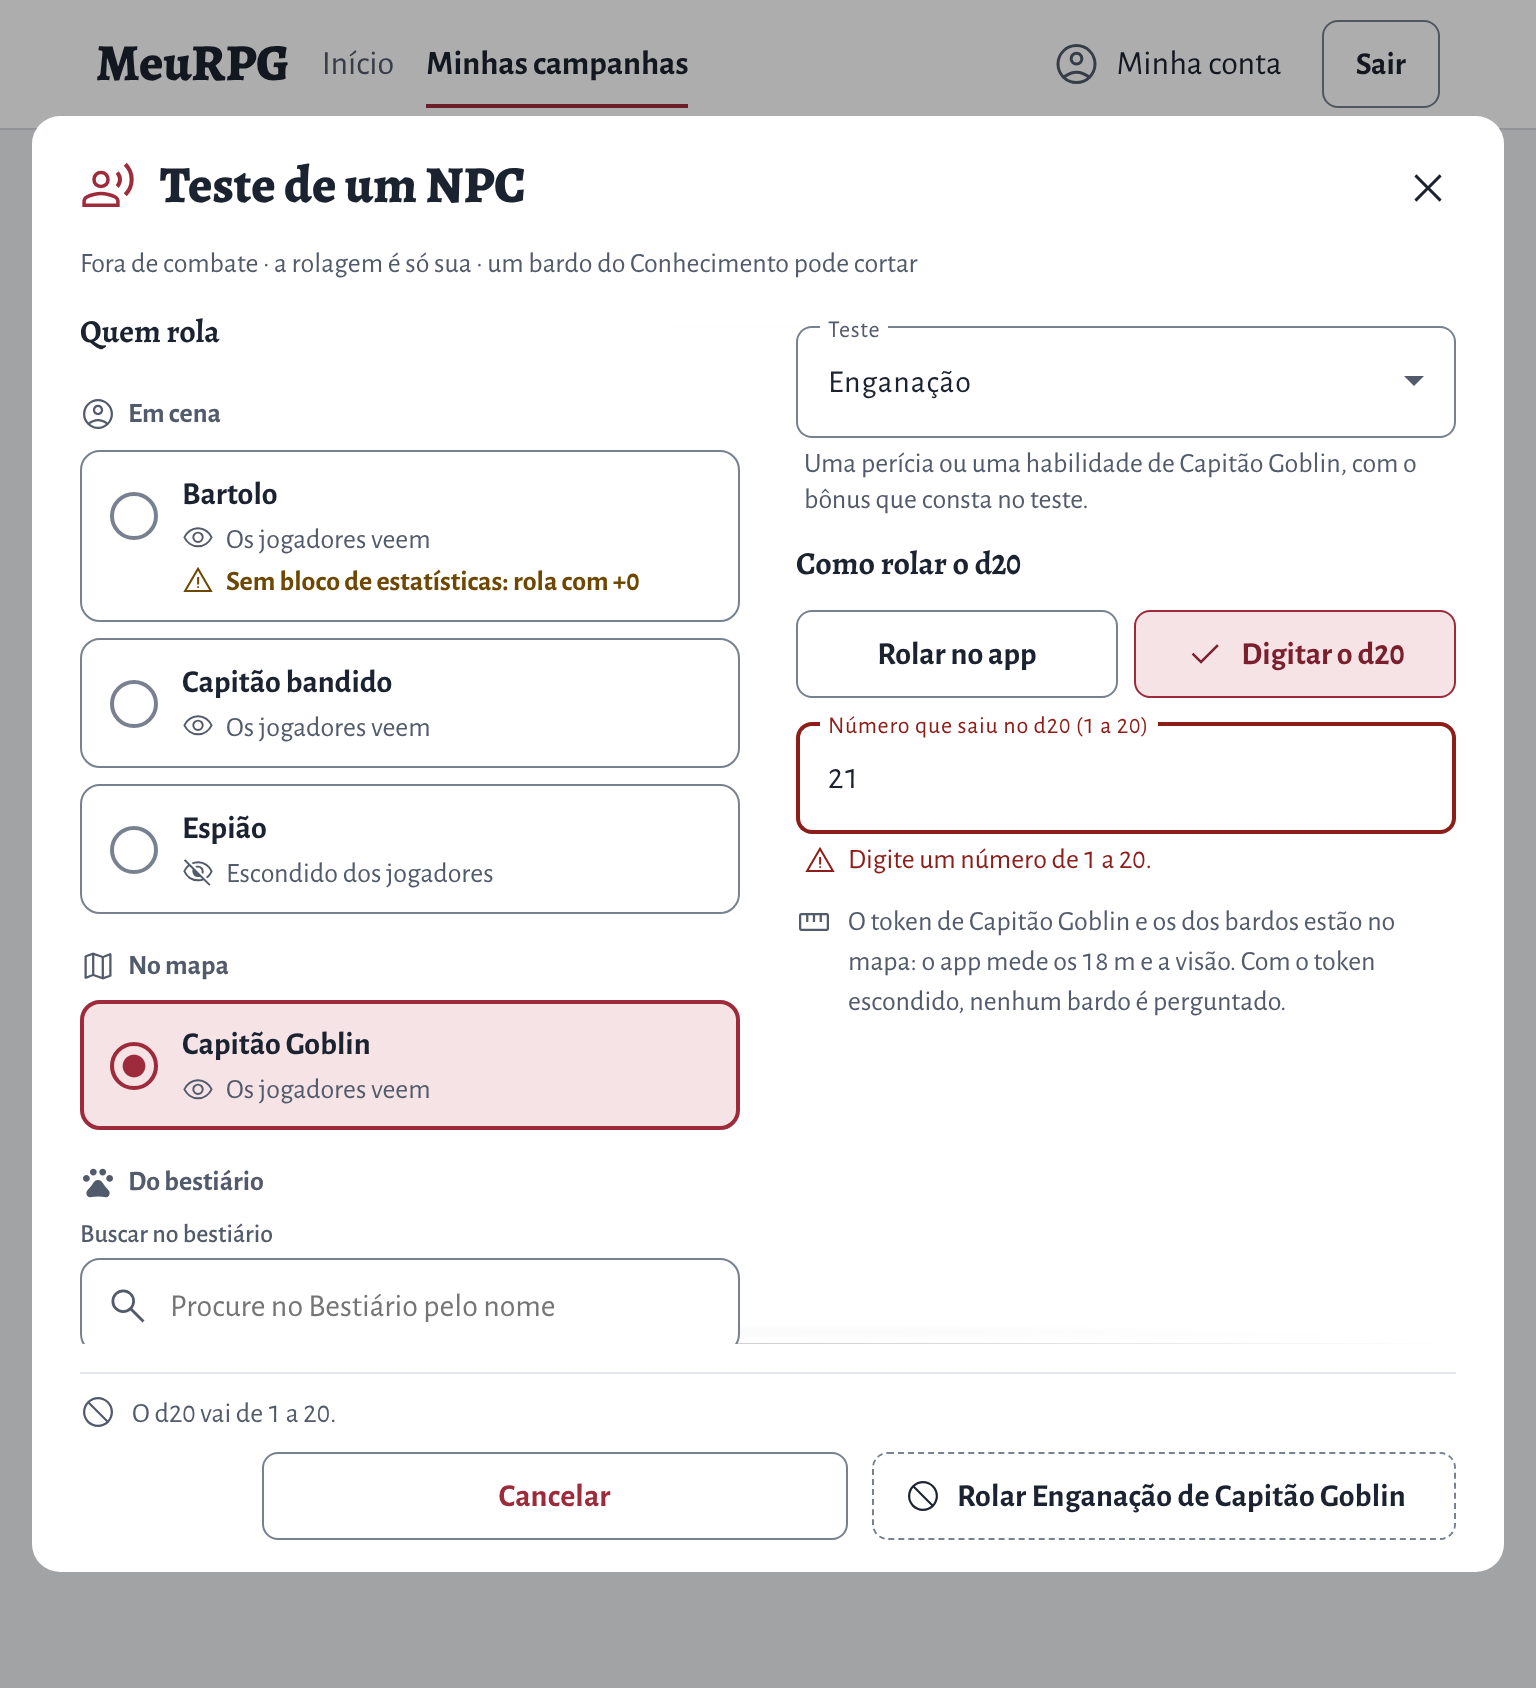 MeuRPG
Início
Minhas campanhas
Minha conta
Sair
Teste de um NPC
Fora de combate · a rolagem é só sua · um bardo do Conhecimento pode cortar
Quem rola
Em cena
Bartolo
Os jogadores veem
Sem bloco de estatísticas: rola com +0
Capitão bandido
Os jogadores veem
Espião
Escondido dos jogadores
No mapa
Capitão Goblin
Os jogadores veem
Do bestiário
Buscar no bestiário
Procure no Bestiário pelo nome
Teste
Enganação
Uma perícia ou uma habilidade de Capitão Goblin, com o
bônus que consta no teste.
Como rolar o d20
Rolar no app
Digitar o d20
Número que saiu no d20 (1 a 20)
21
Digite um número de 1 a 20.
O token de Capitão Goblin e os dos bardos estão no
mapa: o app mede os 18 m e a visão. Com o token
escondido, nenhum bardo é perguntado.
O d20 vai de 1 a 20.
Cancelar
Rolar Enganação de Capitão Goblin